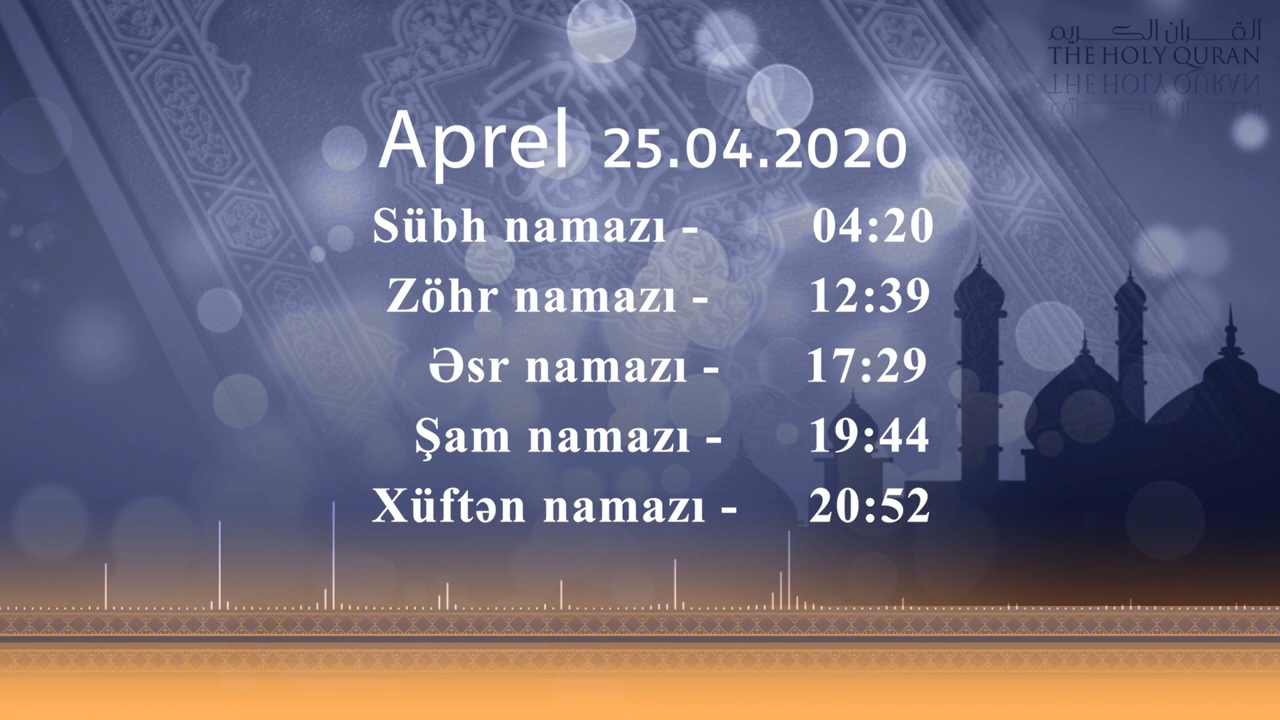 القرآن الكريم
THE HOLY QURAN
Aprel 25.04.2020
Sübh namazı - 04:20
Zöhr namazı - 12:39
Əsr namazı - 17:29
Şam namazı - 19:44
Xüftən namazı - 20:52